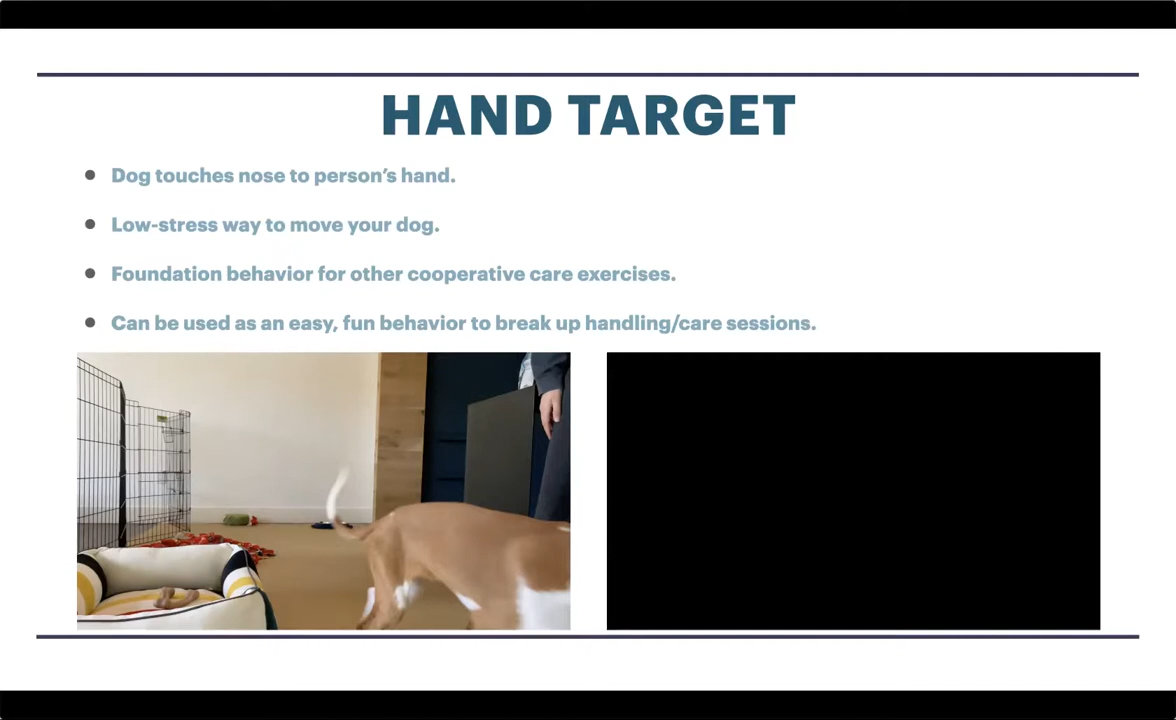 HAND TARGET
Dog touches nose to person’s hand.
Low-stress way to move your dog.
Foundation behavior for other cooperative care exercises.
Can be used as an easy, fun behavior to break up handling/care sessions.